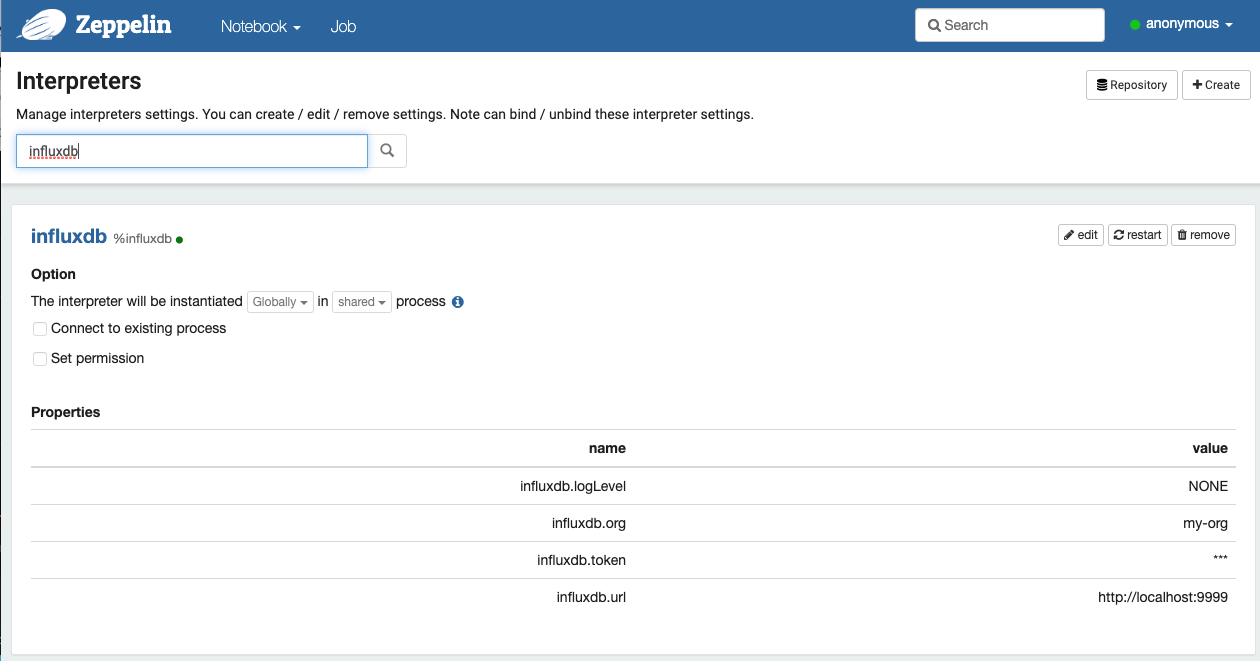 Zeppelin Notebook Job Search anonymous
Interpreters
Repository Create
Manage interpreters settings. You can create / edit / remove settings. Note can bind / unbind these interpreter settings.
influxdb
influxdb %influxdb edit restart remove
Option
The interpreter will be instantiated Globally in shared process
Connect to existing process
Set permission
Properties
name value
influxdb.logLevel NONE
influxdb.org my-org
influxdb.token ***
influxdb.url http://localhost:9999